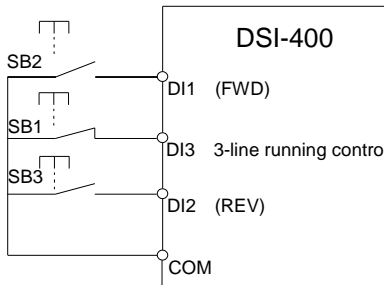 DSI-400
SB2
DI1 (FWD)
SB1
DI3 3-line running contro
SB3
DI2 (REV)
COM